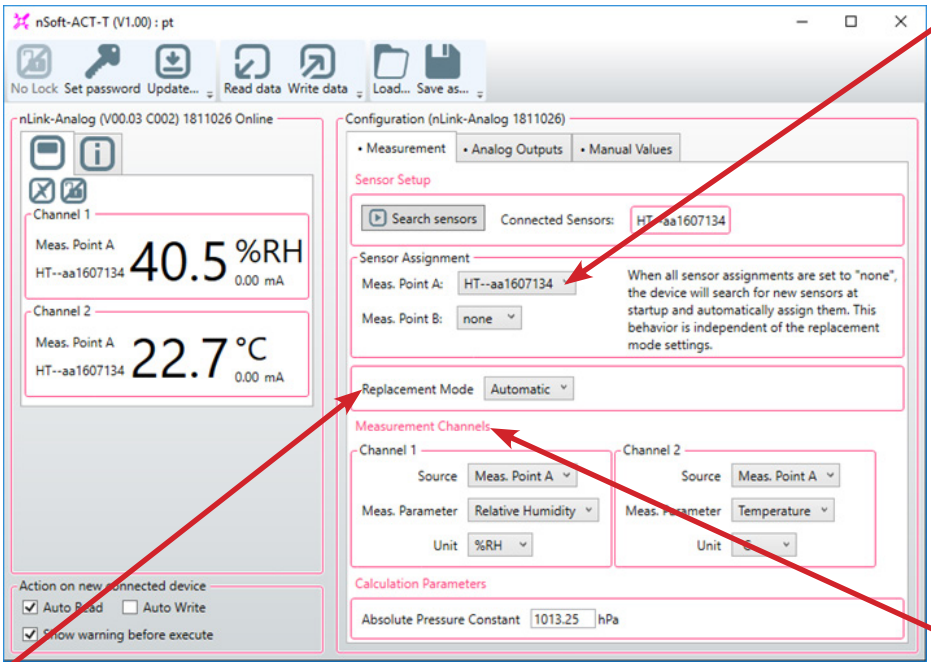 nSoft-ACT-T (V1.00) : pt
No Lock Set password Update... Read data Write data Load... Save as...
nLink-Analog (V00.03 C002) 1811026 Online
Channel 1
Meas. Point A
HT--aa1607134
40.5 %RH
0.00 mA
Channel 2
Meas. Point A
HT--aa1607134
22.7 °C
0.00 mA
Action on new connected device
Auto Read Auto Write
Show warning before execute
Configuration (nLink-Analog 1811026)
• Measurement • Analog Outputs • Manual Values
Sensor Setup
Search sensors Connected Sensors: HT--aa1607134
Sensor Assignment
Meas. Point A: HT--aa1607134
Meas. Point B: none
When all sensor assignments are set to "none",
the device will search for new sensors at
startup and automatically assign them. This
behavior is independent of the replacement
mode settings.
Replacement Mode Automatic
Measurement Channels
Channel 1
Source Meas. Point A
Meas. Parameter Relative Humidity
Unit %RH
Channel 2
Source Meas. Point A
Meas. Parameter Temperature
Unit
Calculation Parameters
Absolute Pressure Constant 1013.25 hPa